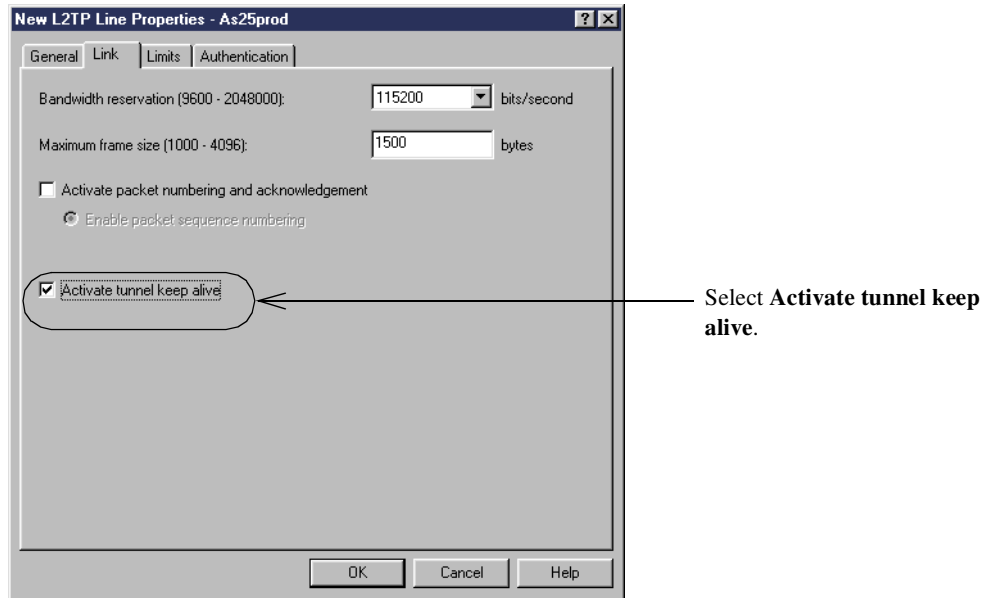 New L2TP Line Properties - As25prod
General Link Limits Authentication
Bandwidth reservation (9600 - 2048000): 115200 bits/second
Maximum frame size (1000 - 4096): 1500 bytes
Activate packet numbering and acknowledgement
Enable packet sequence numbering
Activate tunnel keep alive
Select Activate tunnel keep
alive.
OK Cancel Help